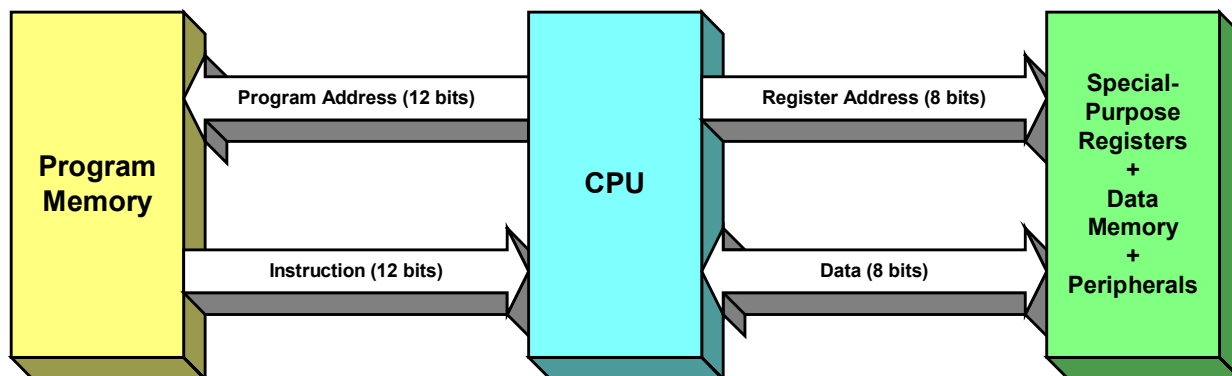 Program
Memory
Program Address (12 bits)
Instruction (12 bits)
CPU
Register Address (8 bits)
Data (8 bits)
Special-
Purpose
Registers
+
Data
Memory
+
Peripherals